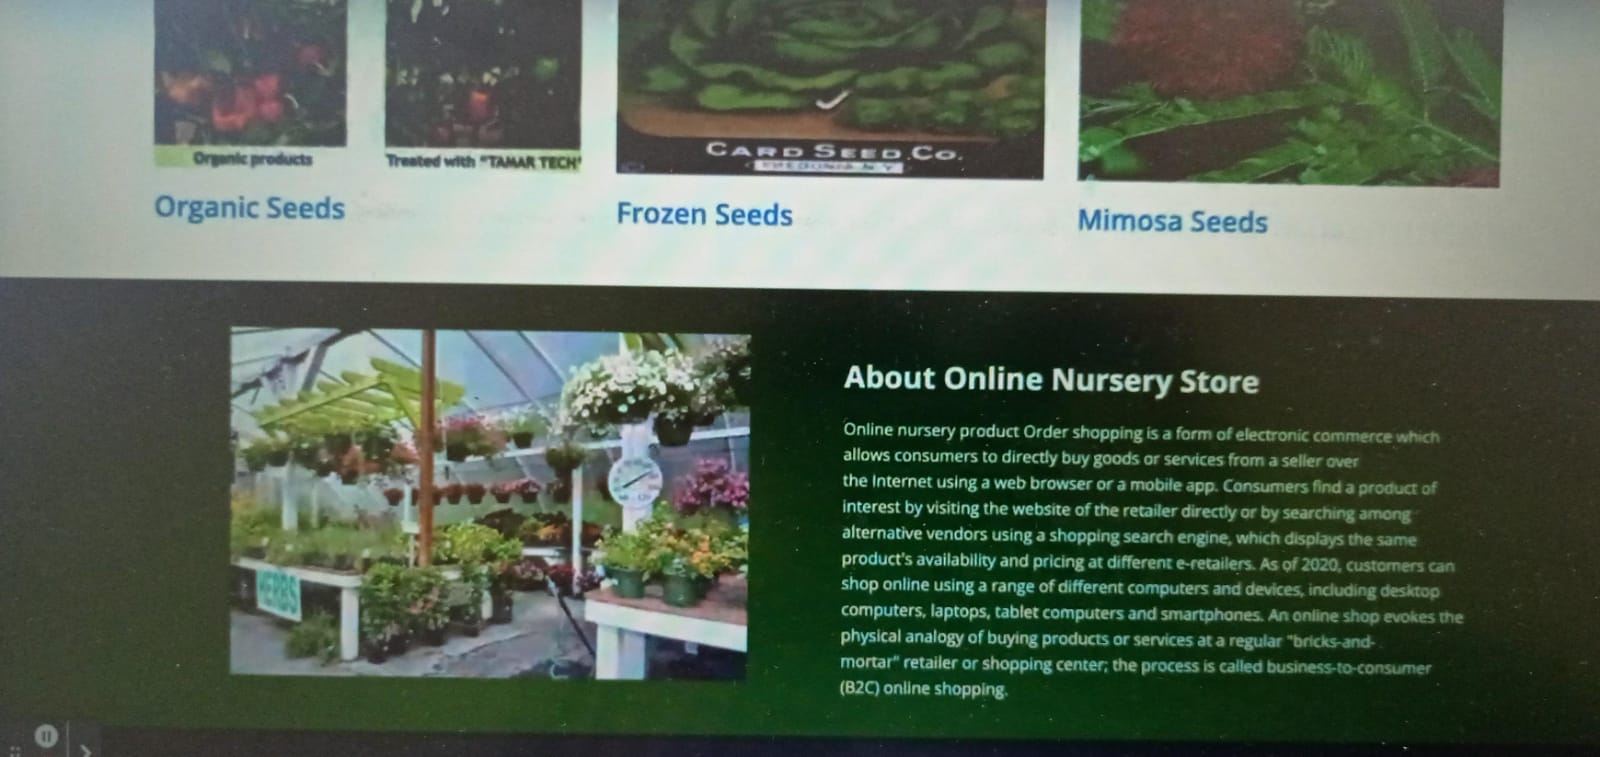 Organic products
Treated with "TAMAR TECH"
CARD SEED.CO.
FREDONIA N.Y.
Organic Seeds
Frozen Seeds
Mimosa Seeds
HERBS
About Online Nursery Store
Online nursery product Order shopping is a form of electronic commerce which
allows consumers to directly buy goods or services from a seller over
the Internet using a web browser or a mobile app. Consumers find a product of
interest by visiting the website of the retailer directly or by searching among
alternative vendors using a shopping search engine, which displays the same
product's availability and pricing at different e-retailers. As of 2020, customers can
shop online using a range of different computers and devices, including desktop
computers, laptops, tablet computers and smartphones. An online shop evokes the
physical analogy of buying products or services at a regular "bricks-and-
mortar" retailer or shopping center; the process is called business-to-consumer
(B2C) online shopping.